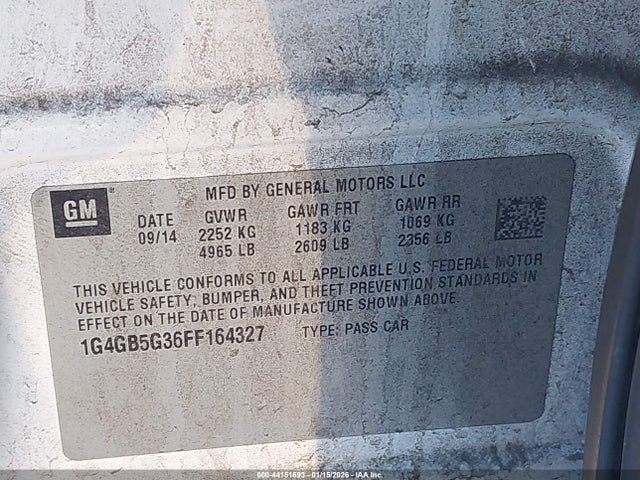 GM ®
MFD BY GENERAL MOTORS LLC
DATE GVWR GAWR FRT GAWR RR
09/14 2252 KG 1183 KG 1069 KG
4965 LB 2609 LB 2356 LB
THIS VEHICLE CONFORMS TO ALL APPLICABLE U.S. FEDERAL MOTOR
VEHICLE SAFETY, BUMPER, AND THEFT PREVENTION STANDARDS IN
EFFECT ON THE DATE OF MANUFACTURE SHOWN ABOVE.
1G4GB5G36FF164327 TYPE: PASS CAR
000-44151693 - 01/15/2026 - IAA Inc.